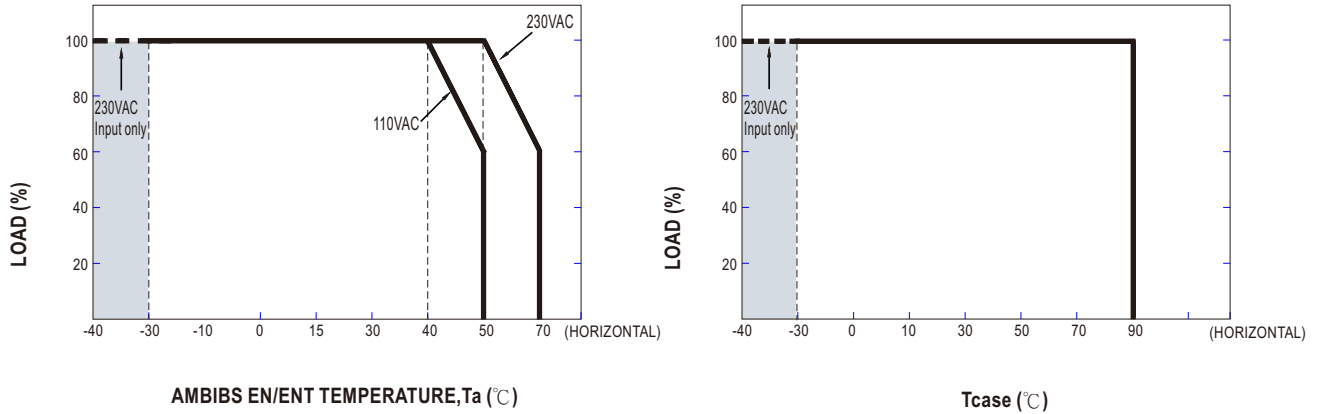 230VAC
100
230VAC
Input only
80
110VAC
60
40
20
LOAD (%)
-40 -30 -10 0 15 30 40 50 70 (HORIZONTAL)
AMBIBS EN/ENT TEMPERATURE,Ta (℃)
100
230VAC
Input only
80
60
40
20
LOAD (%)
-40 -30 0 10 30 50 70 90 (HORIZONTAL)
Tcase (℃)